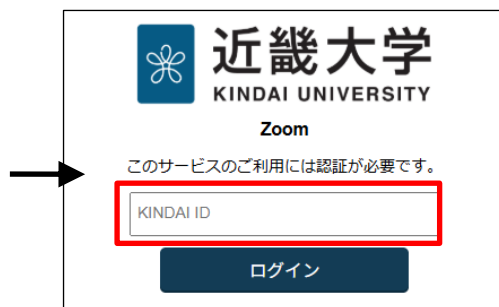 近畿大学
KINDAI UNIVERSITY
Zoom
このサービスのご利用には認証が必要です。
KINDAI ID
ログイン